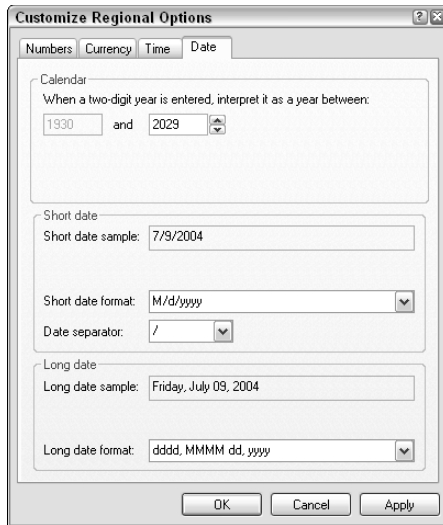 Customize Regional Options
Numbers Currency Time Date
Calendar
When a two-digit year is entered, interpret it as a year between:
1930 and 2029
Short date
Short date sample: 7/9/2004
Short date format: M/d/yyyy
Date separator: /
Long date
Long date sample: Friday, July 09, 2004
Long date format: dddd, MMMM dd, yyyy
OK Cancel Apply